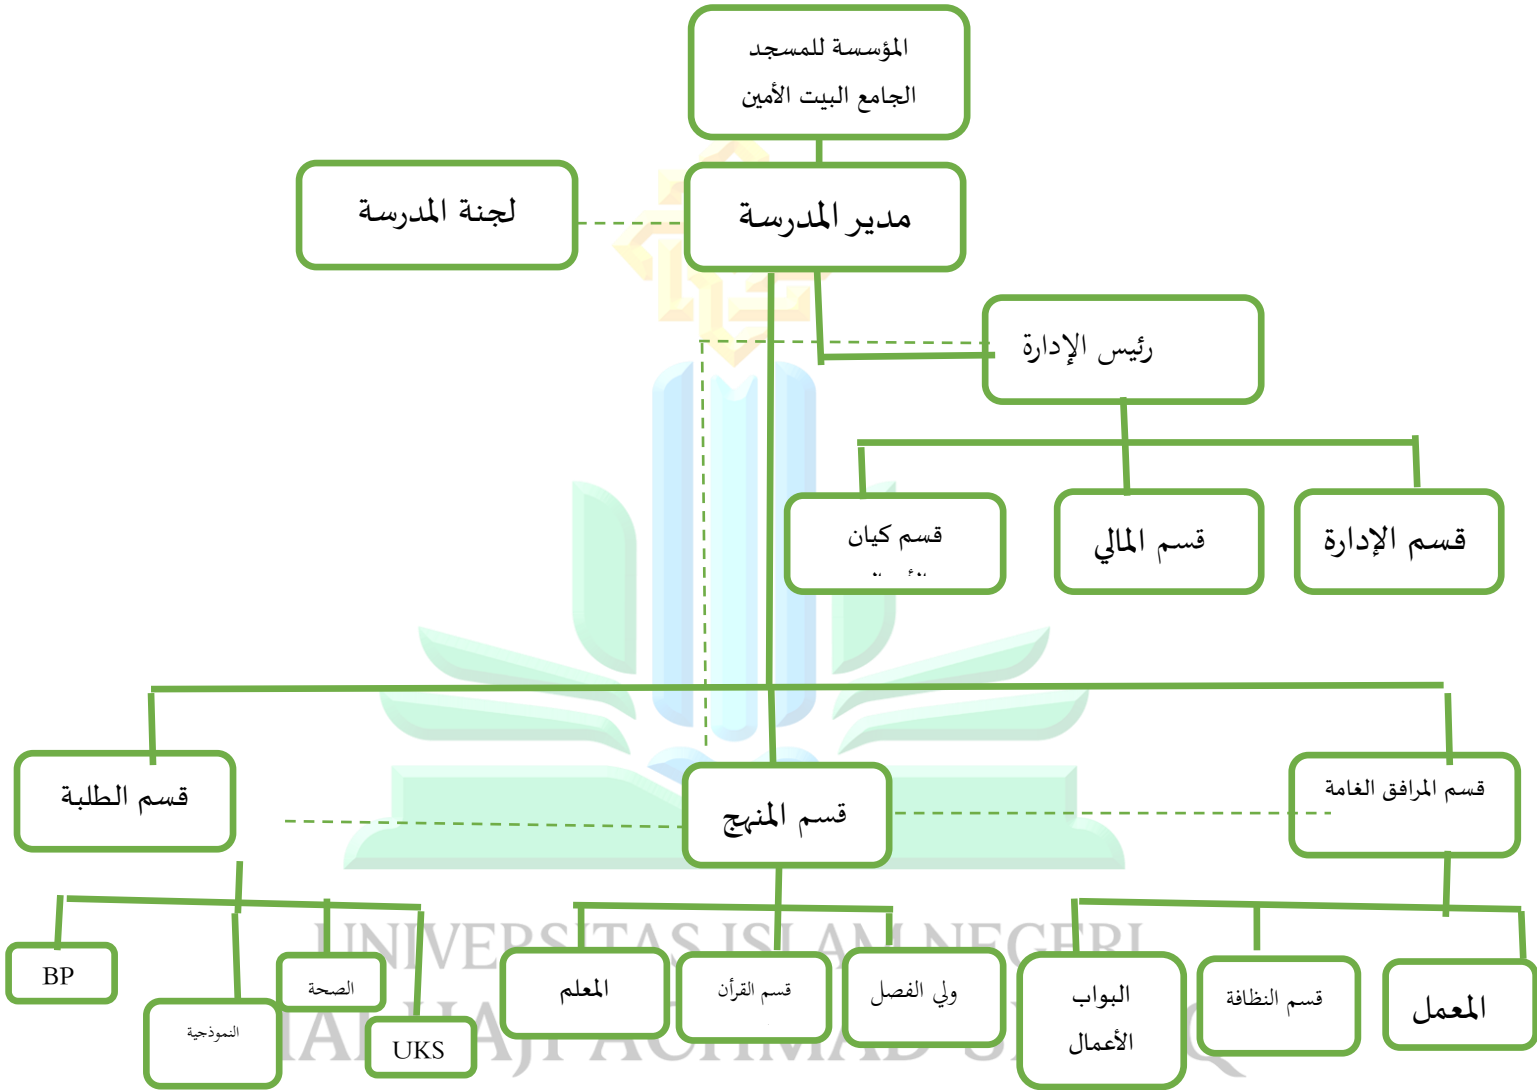 المؤسسة للمسجد
الجامع البيت الأمين
لجنة المدرسة
مدير المدرسة
رئيس الإدارة
قسم كيان
قسم المالي
قسم الإدارة
قسم الطلبة
قسم المنهج
قسم المرافق الغامة
BP
النموذجية
الصحة
UKS
المعلم
قسم القرأن
ولي الفصل
البواب
الأعمال
قسم النظافة
المعمل
UNIVERSITAS ISLAM NEGERI
HAJI ACHMAD